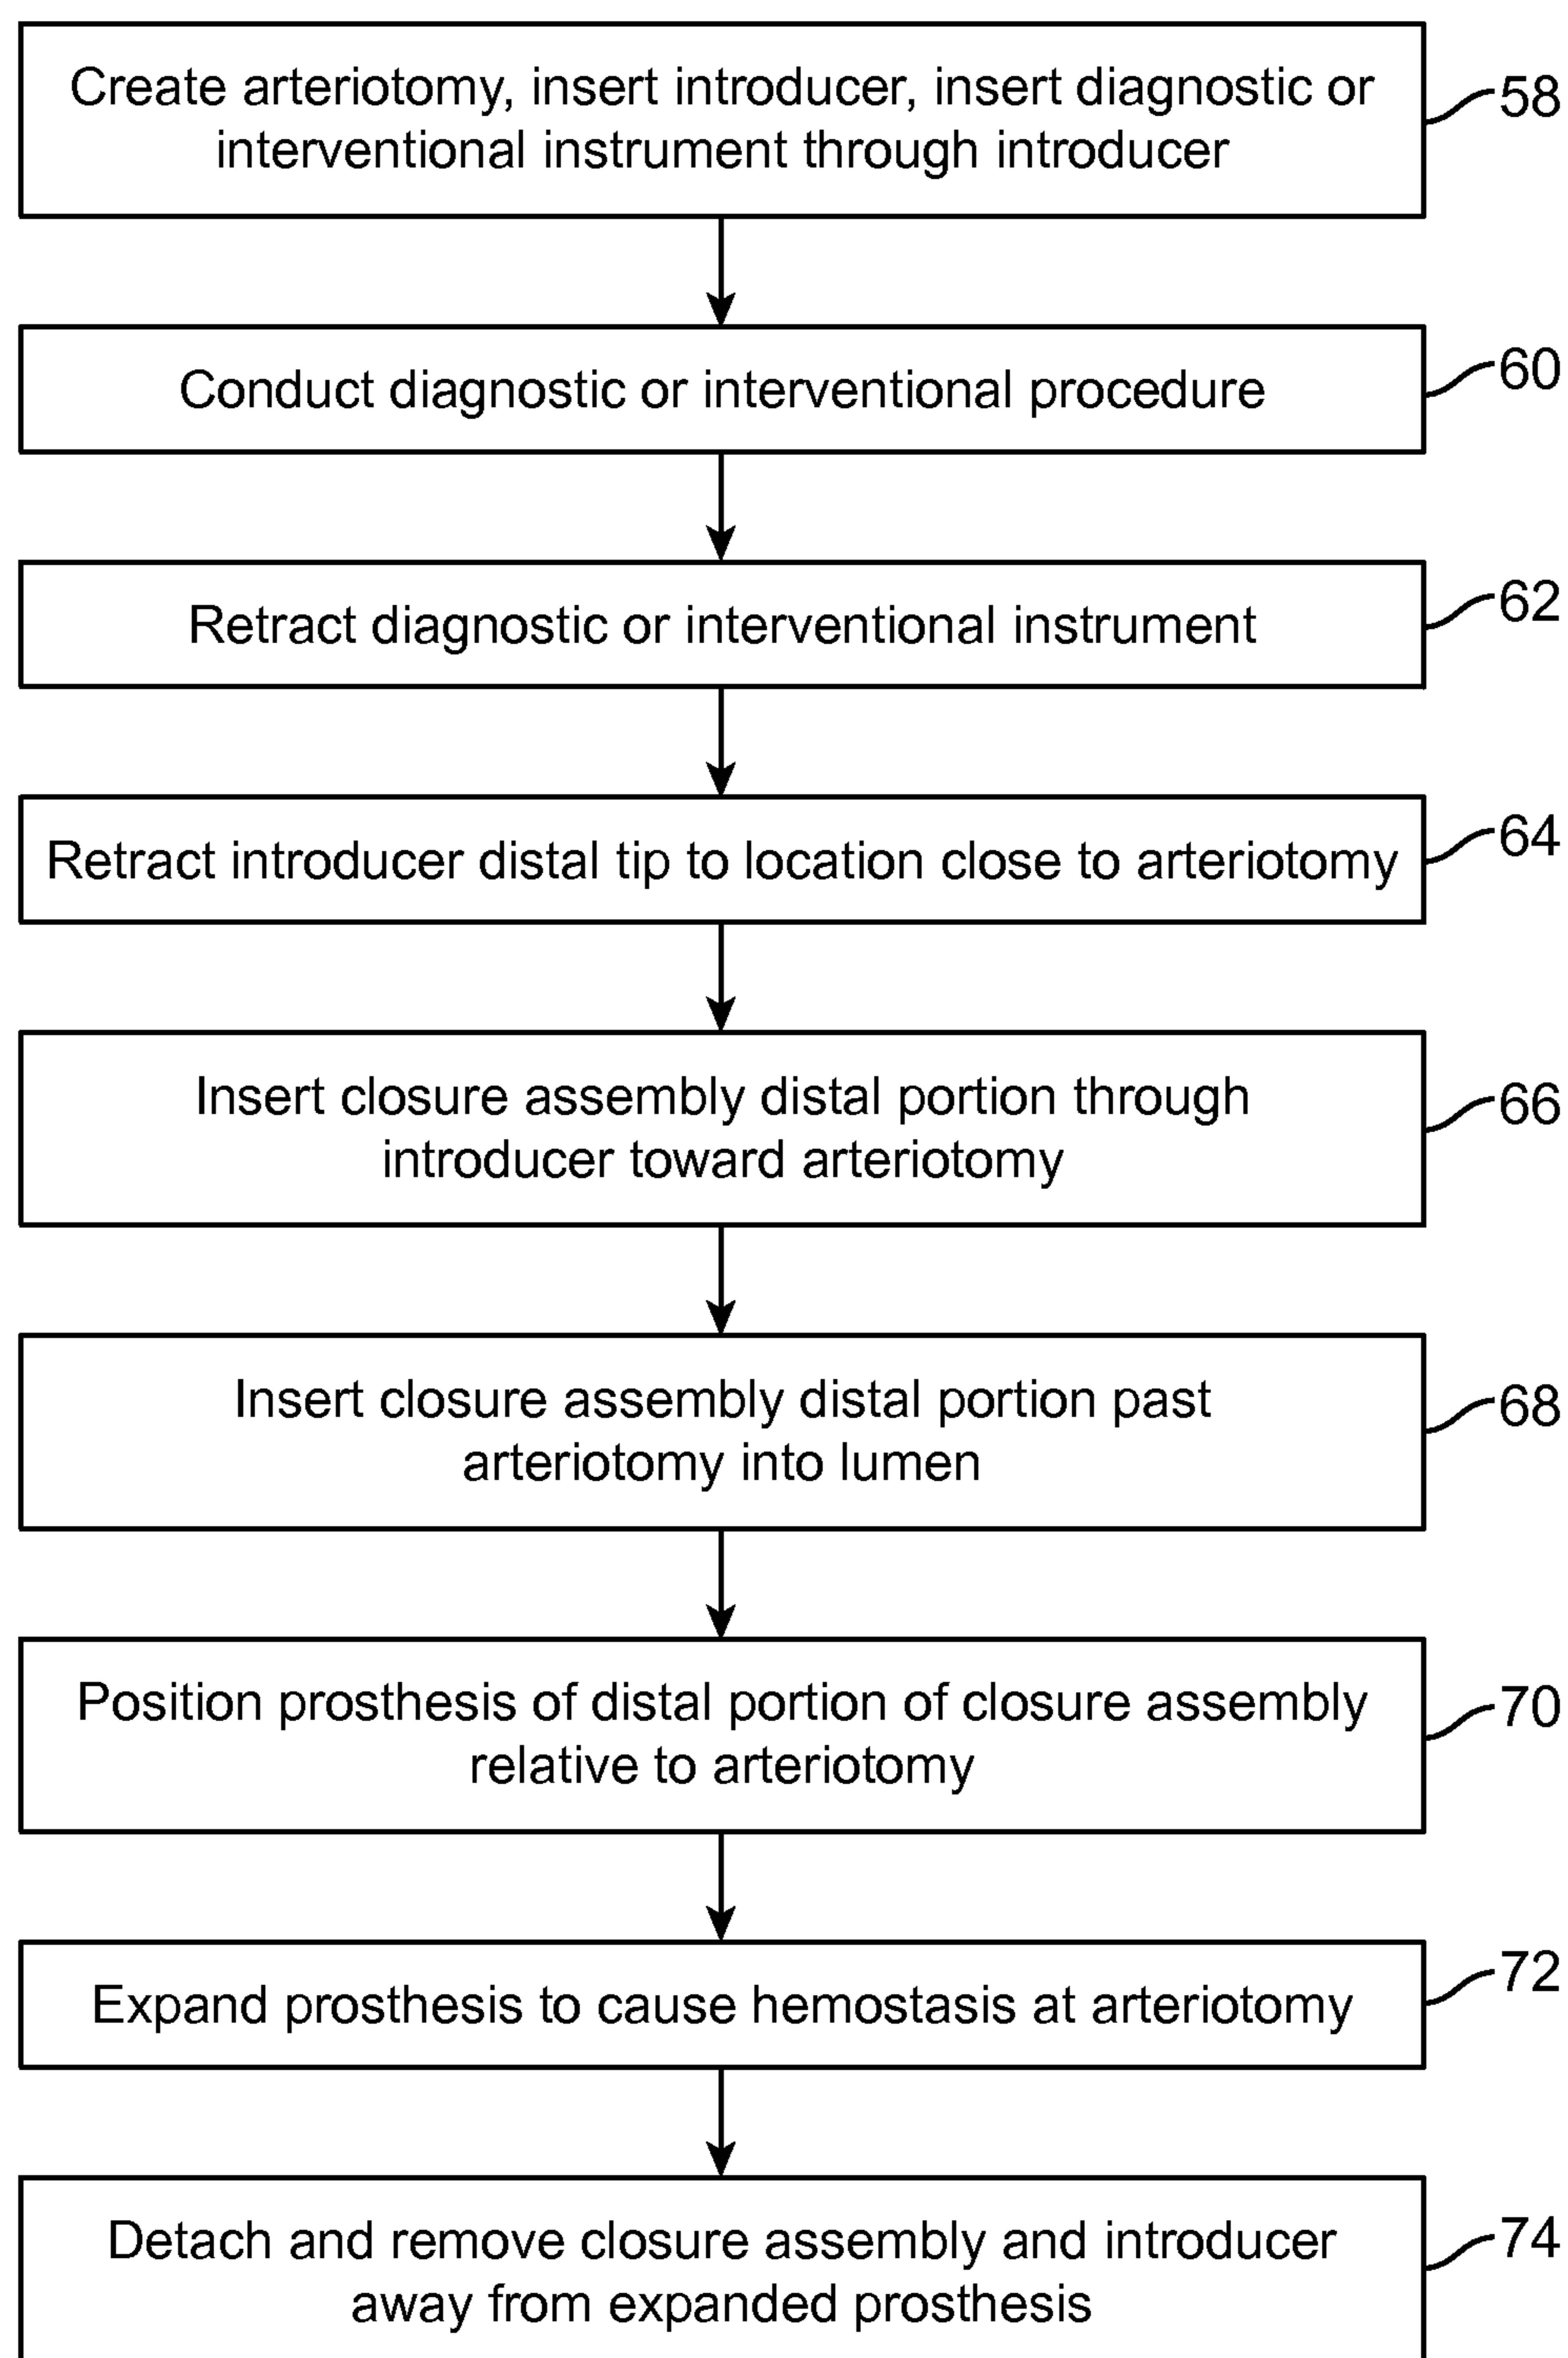 Create arteriotomy, insert introducer, insert diagnostic or
interventional instrument through introducer
58
Conduct diagnostic or interventional procedure
60
Retract diagnostic or interventional instrument
62
Retract introducer distal tip to location close to arteriotomy
64
Insert closure assembly distal portion through
introducer toward arteriotomy
66
Insert closure assembly distal portion past
arteriotomy into lumen
68
Position prosthesis of distal portion of closure assembly
relative to arteriotomy
70
Expand prosthesis to cause hemostasis at arteriotomy
72
Detach and remove closure assembly and introducer
away from expanded prosthesis
74